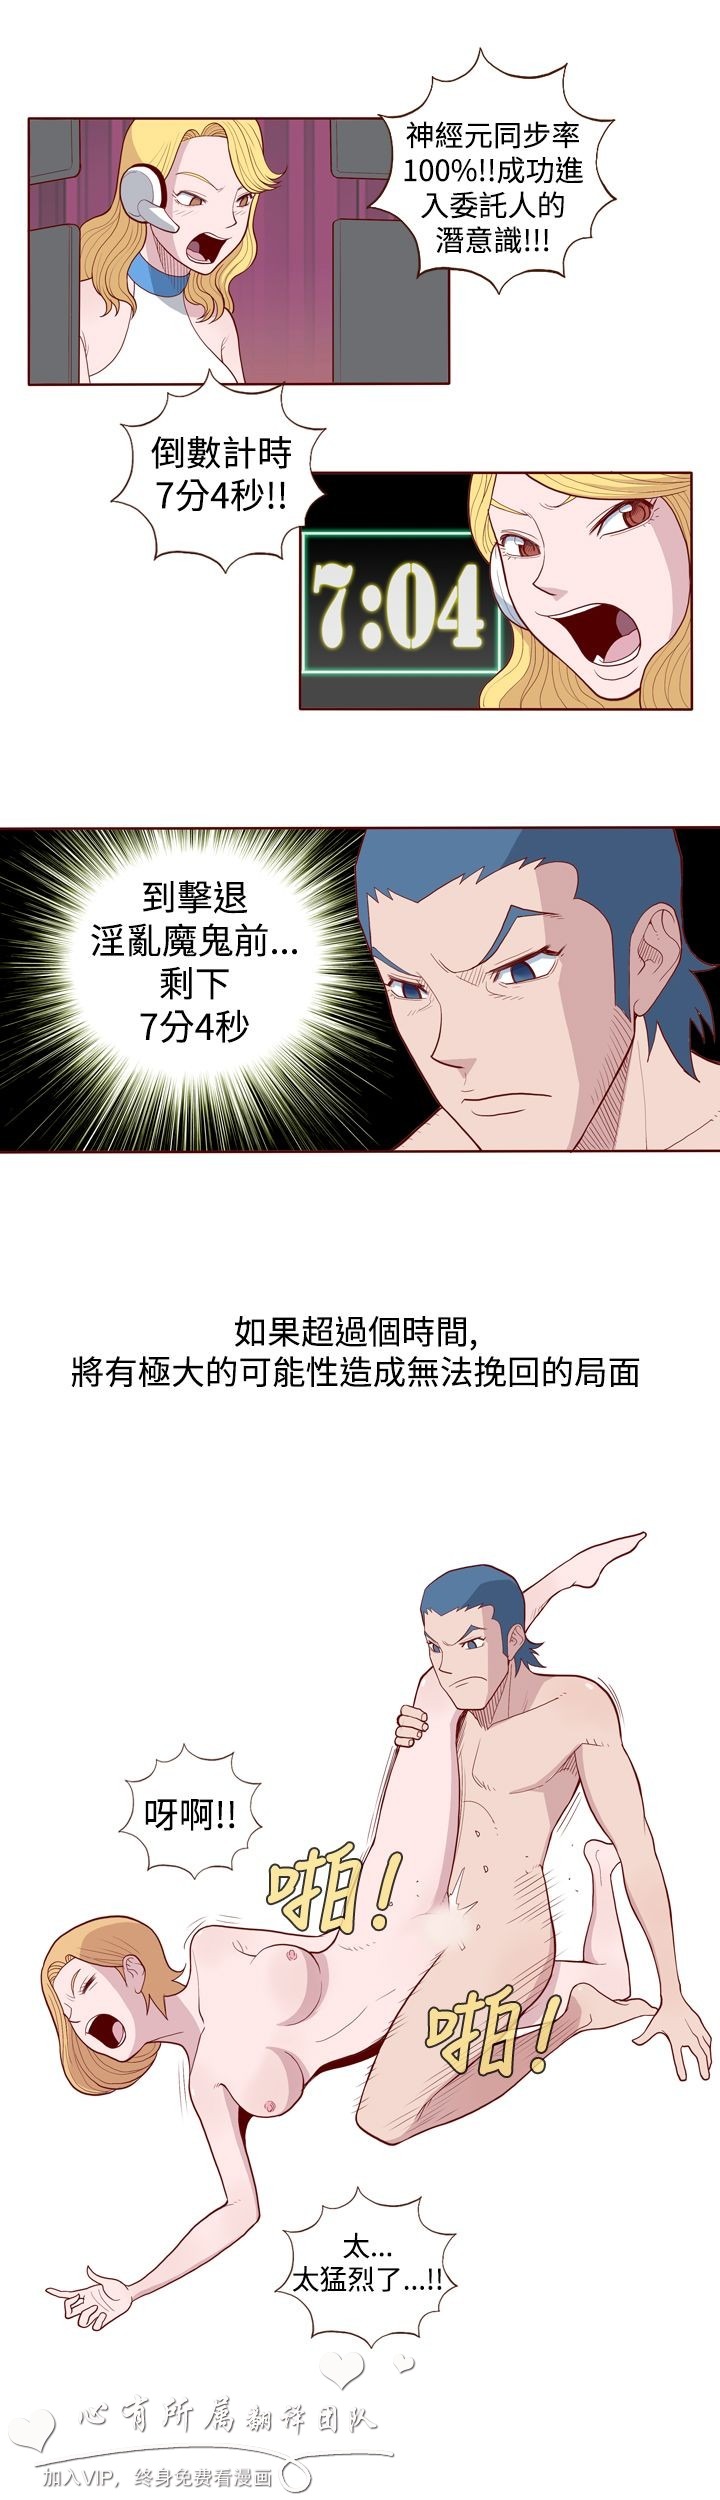 神經元同步率
100%!!成功進
入委託人的
潛意識!!!
倒數計時
7分4秒!!
7:04
到擊退
淫亂魔鬼前...
剩下
7分4秒
如果超過個時間,
將有極大的可能性造成無法挽回的局面
呀啊!!
啪!
啪!
太...
太猛烈了...!!
心有所属翻译团队
加入VIP，终身免费看漫画